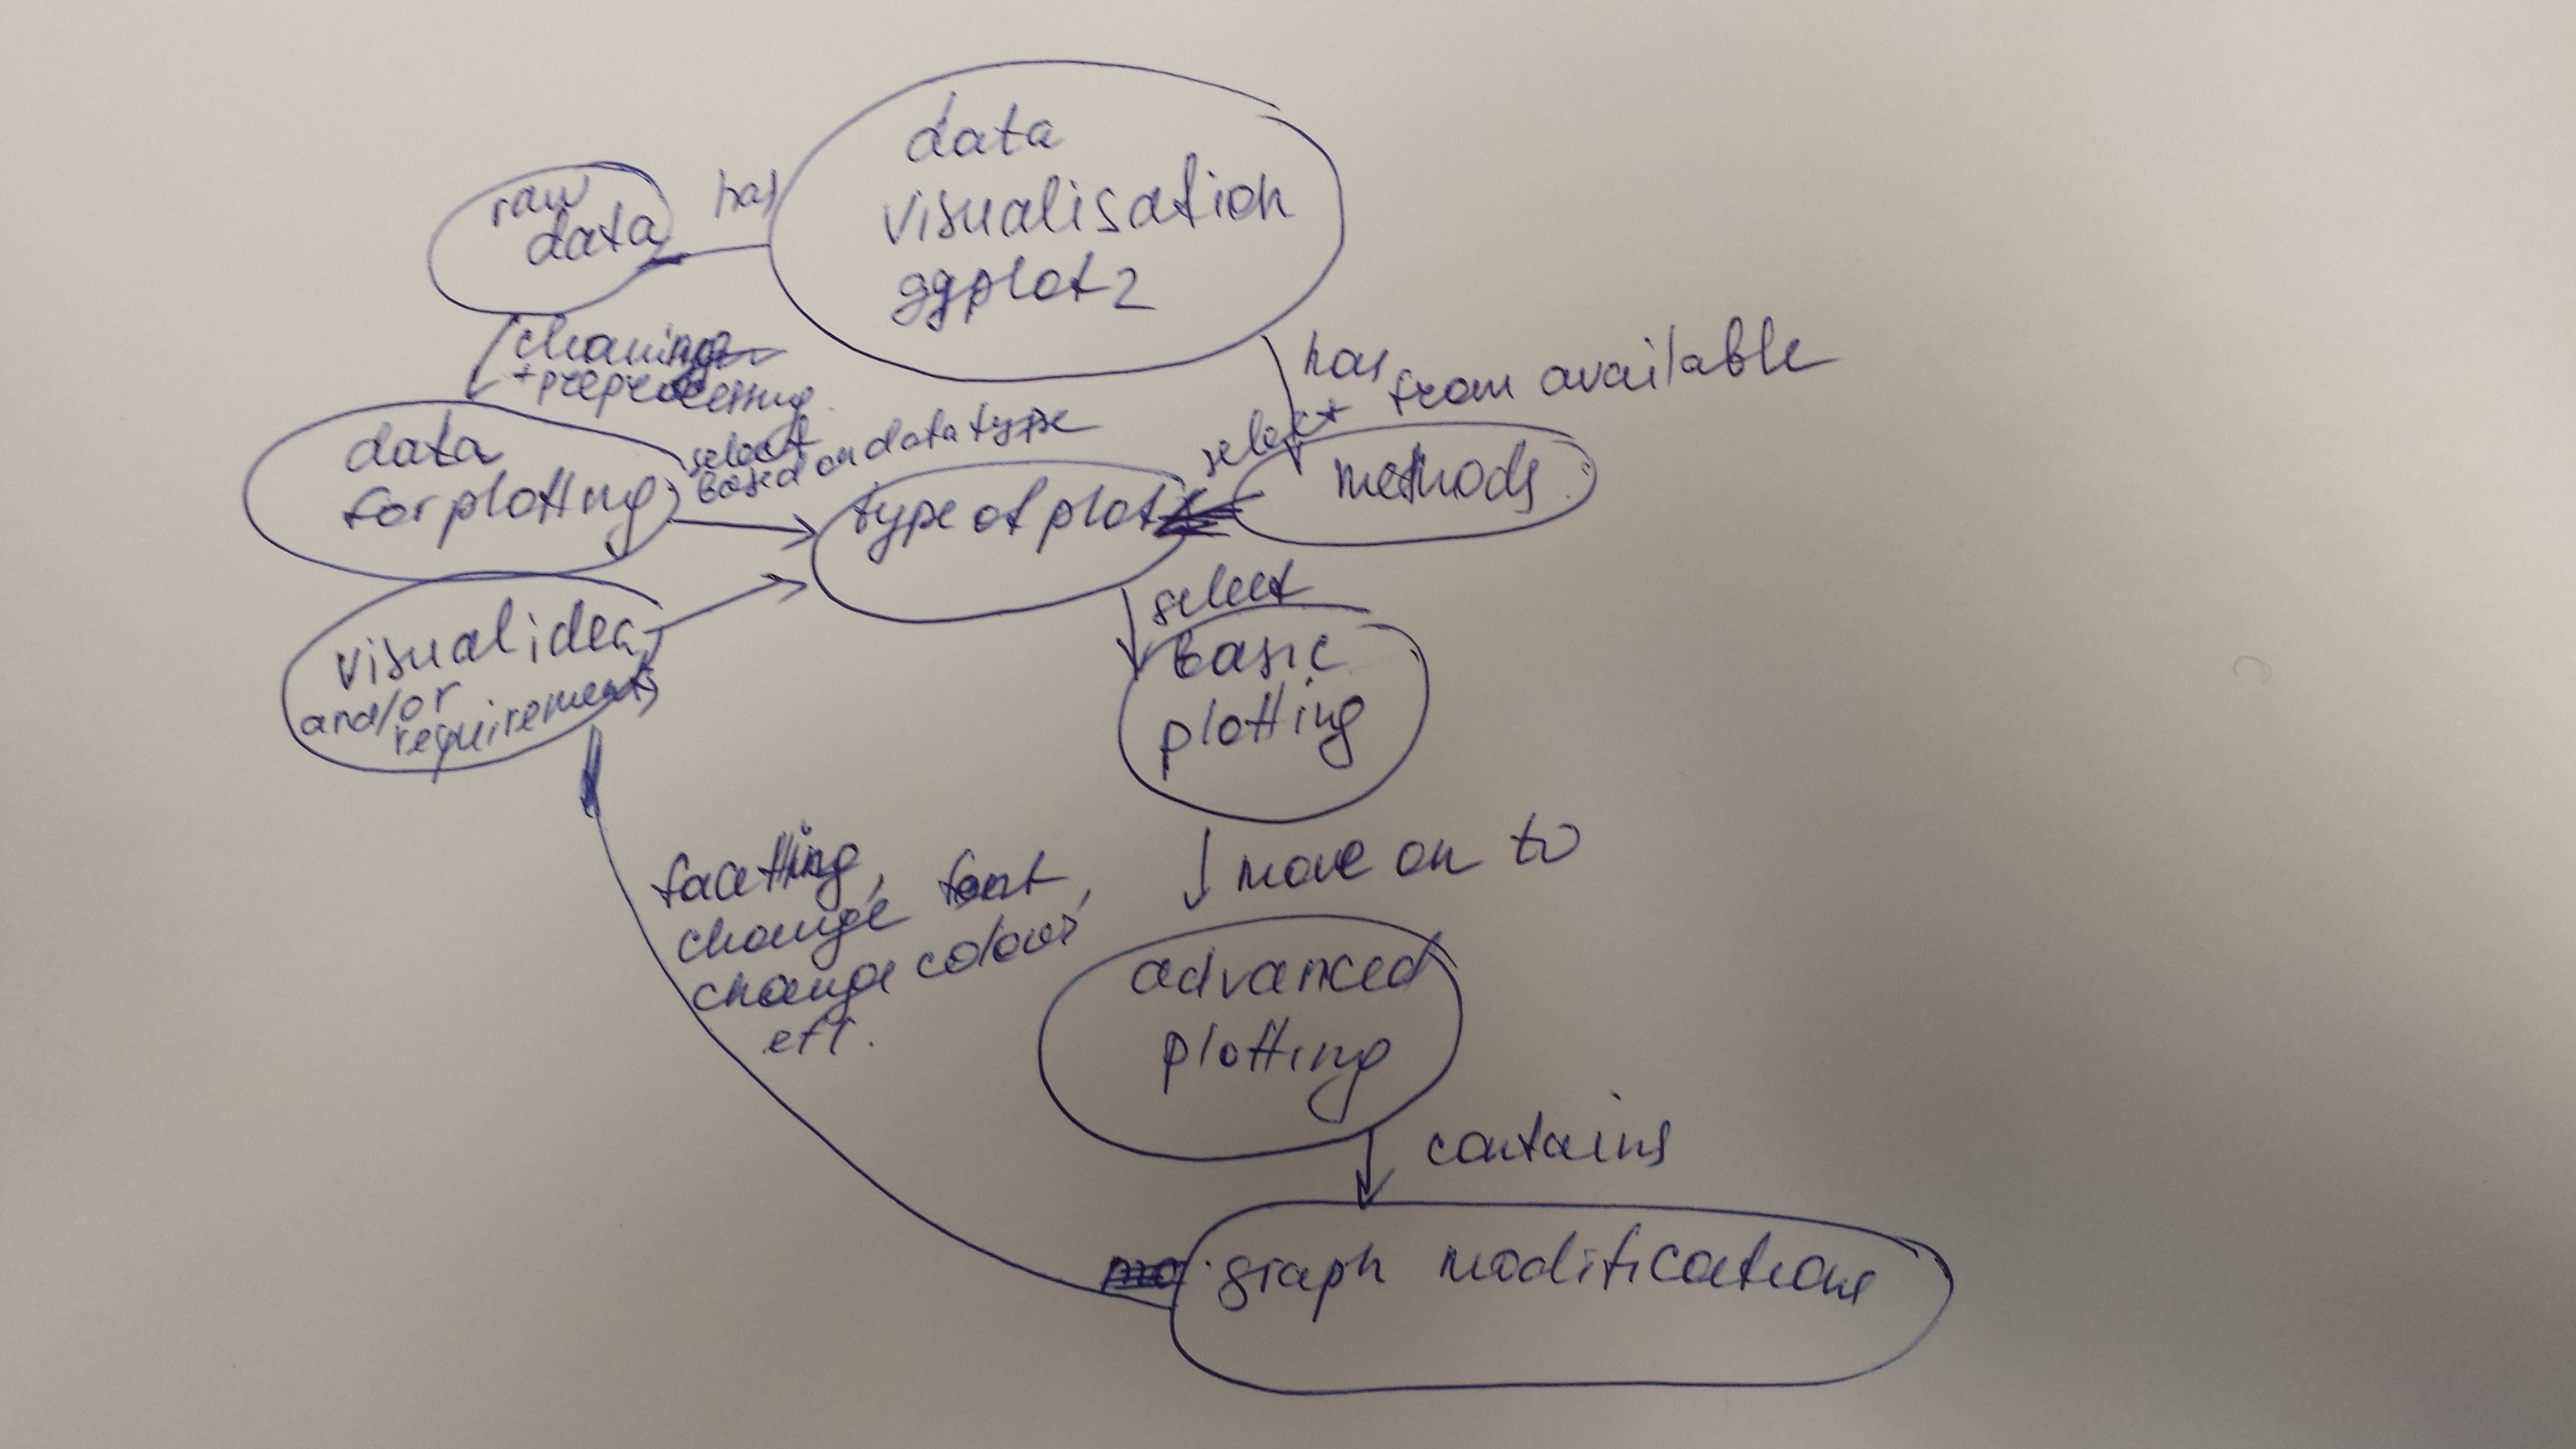 data
visualisation
ggplot2
has
raw
data
cleaning
+preprocessing
has
select from available
methods
data
for plotting
select
based on data type
type of plot
visual idea
and/or
requirements
select
basic
plotting
move on to
facetting, font,
change
change colour,
advanced
plotting
contains
graph modifications